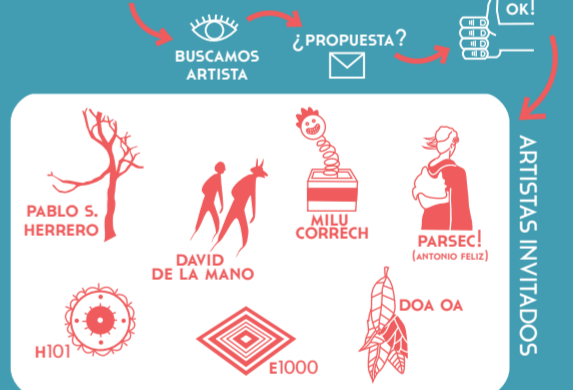 BUSCAMOS
ARTISTA
¿PROPUESTA?
OK!
ARTISTAS INVITADOS
PABLO S.
HERRERO
DAVID
DE LA MANO
MILU
CORRECH
PARSEC!
(ANTONIO FELIZ)
H101
E1000
DOA OA